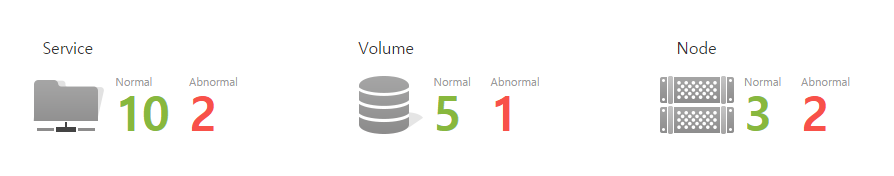 Service Volume Node
Normal Abnormal Normal Abnormal Normal Abnormal
10 2 5 1 3 2